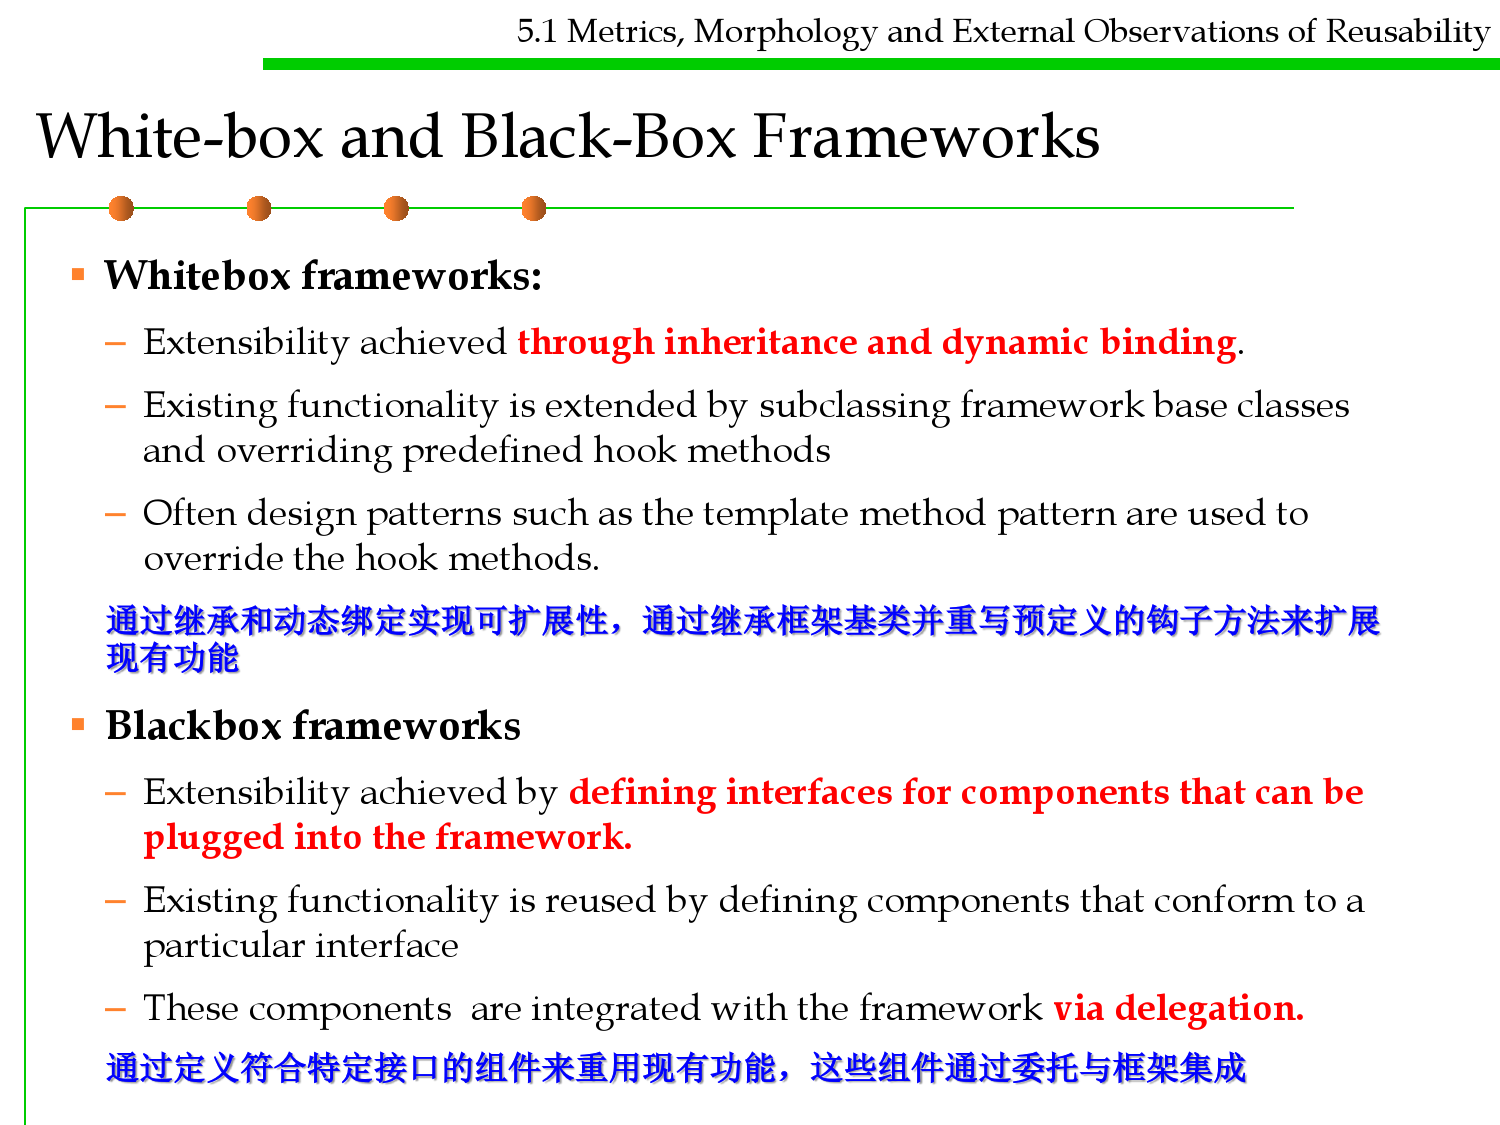 5.1 Metrics, Morphology and External Observations of Reusability
White-box and Black-Box Frameworks
Whitebox frameworks:
– Extensibility achieved through inheritance and dynamic binding.
– Existing functionality is extended by subclassing framework base classes
and overriding predefined hook methods
– Often design patterns such as the template method pattern are used to
override the hook methods.
通过继承和动态绑定实现可扩展性，通过继承框架基类并重写预定义的钩子方法来扩展
现有功能
Blackbox frameworks
– Extensibility achieved by defining interfaces for components that can be
plugged into the framework.
– Existing functionality is reused by defining components that conform to a
particular interface
– These components are integrated with the framework via delegation.
通过定义符合特定接口的组件来重用现有功能，这些组件通过委托与框架集成